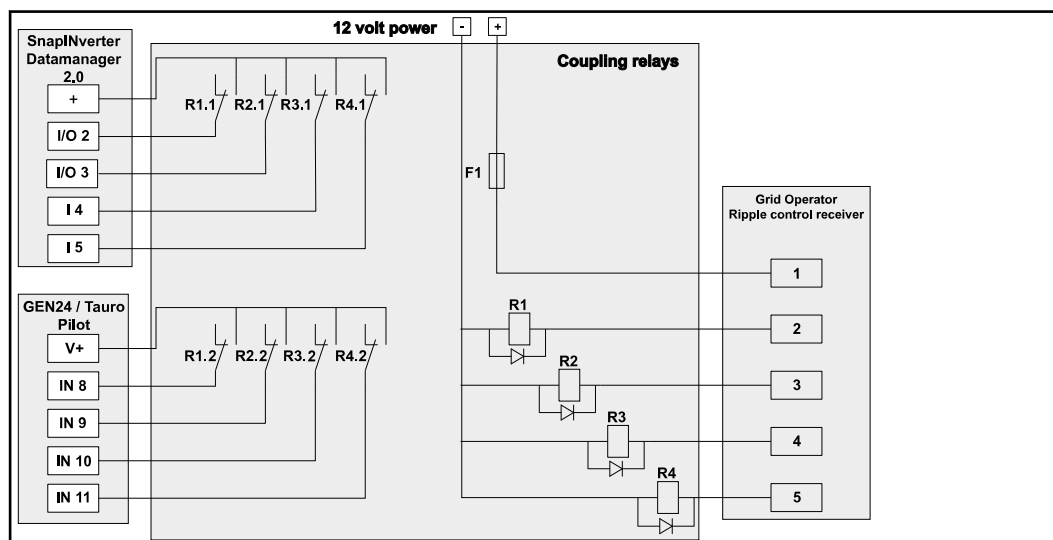 12 volt power - +
SnapINverter
Datamanager
2.0
+
I/O 2
I/O 3
I 4
I 5
Coupling relays
R1.1 R2.1 R3.1 R4.1
F1
Grid Operator
Ripple control receiver
1
2
3
4
5
GEN24 / Tauro
Pilot
V+
IN 8
IN 9
IN 10
IN 11
R1.2 R2.2 R3.2 R4.2
R1
R2
R3
R4